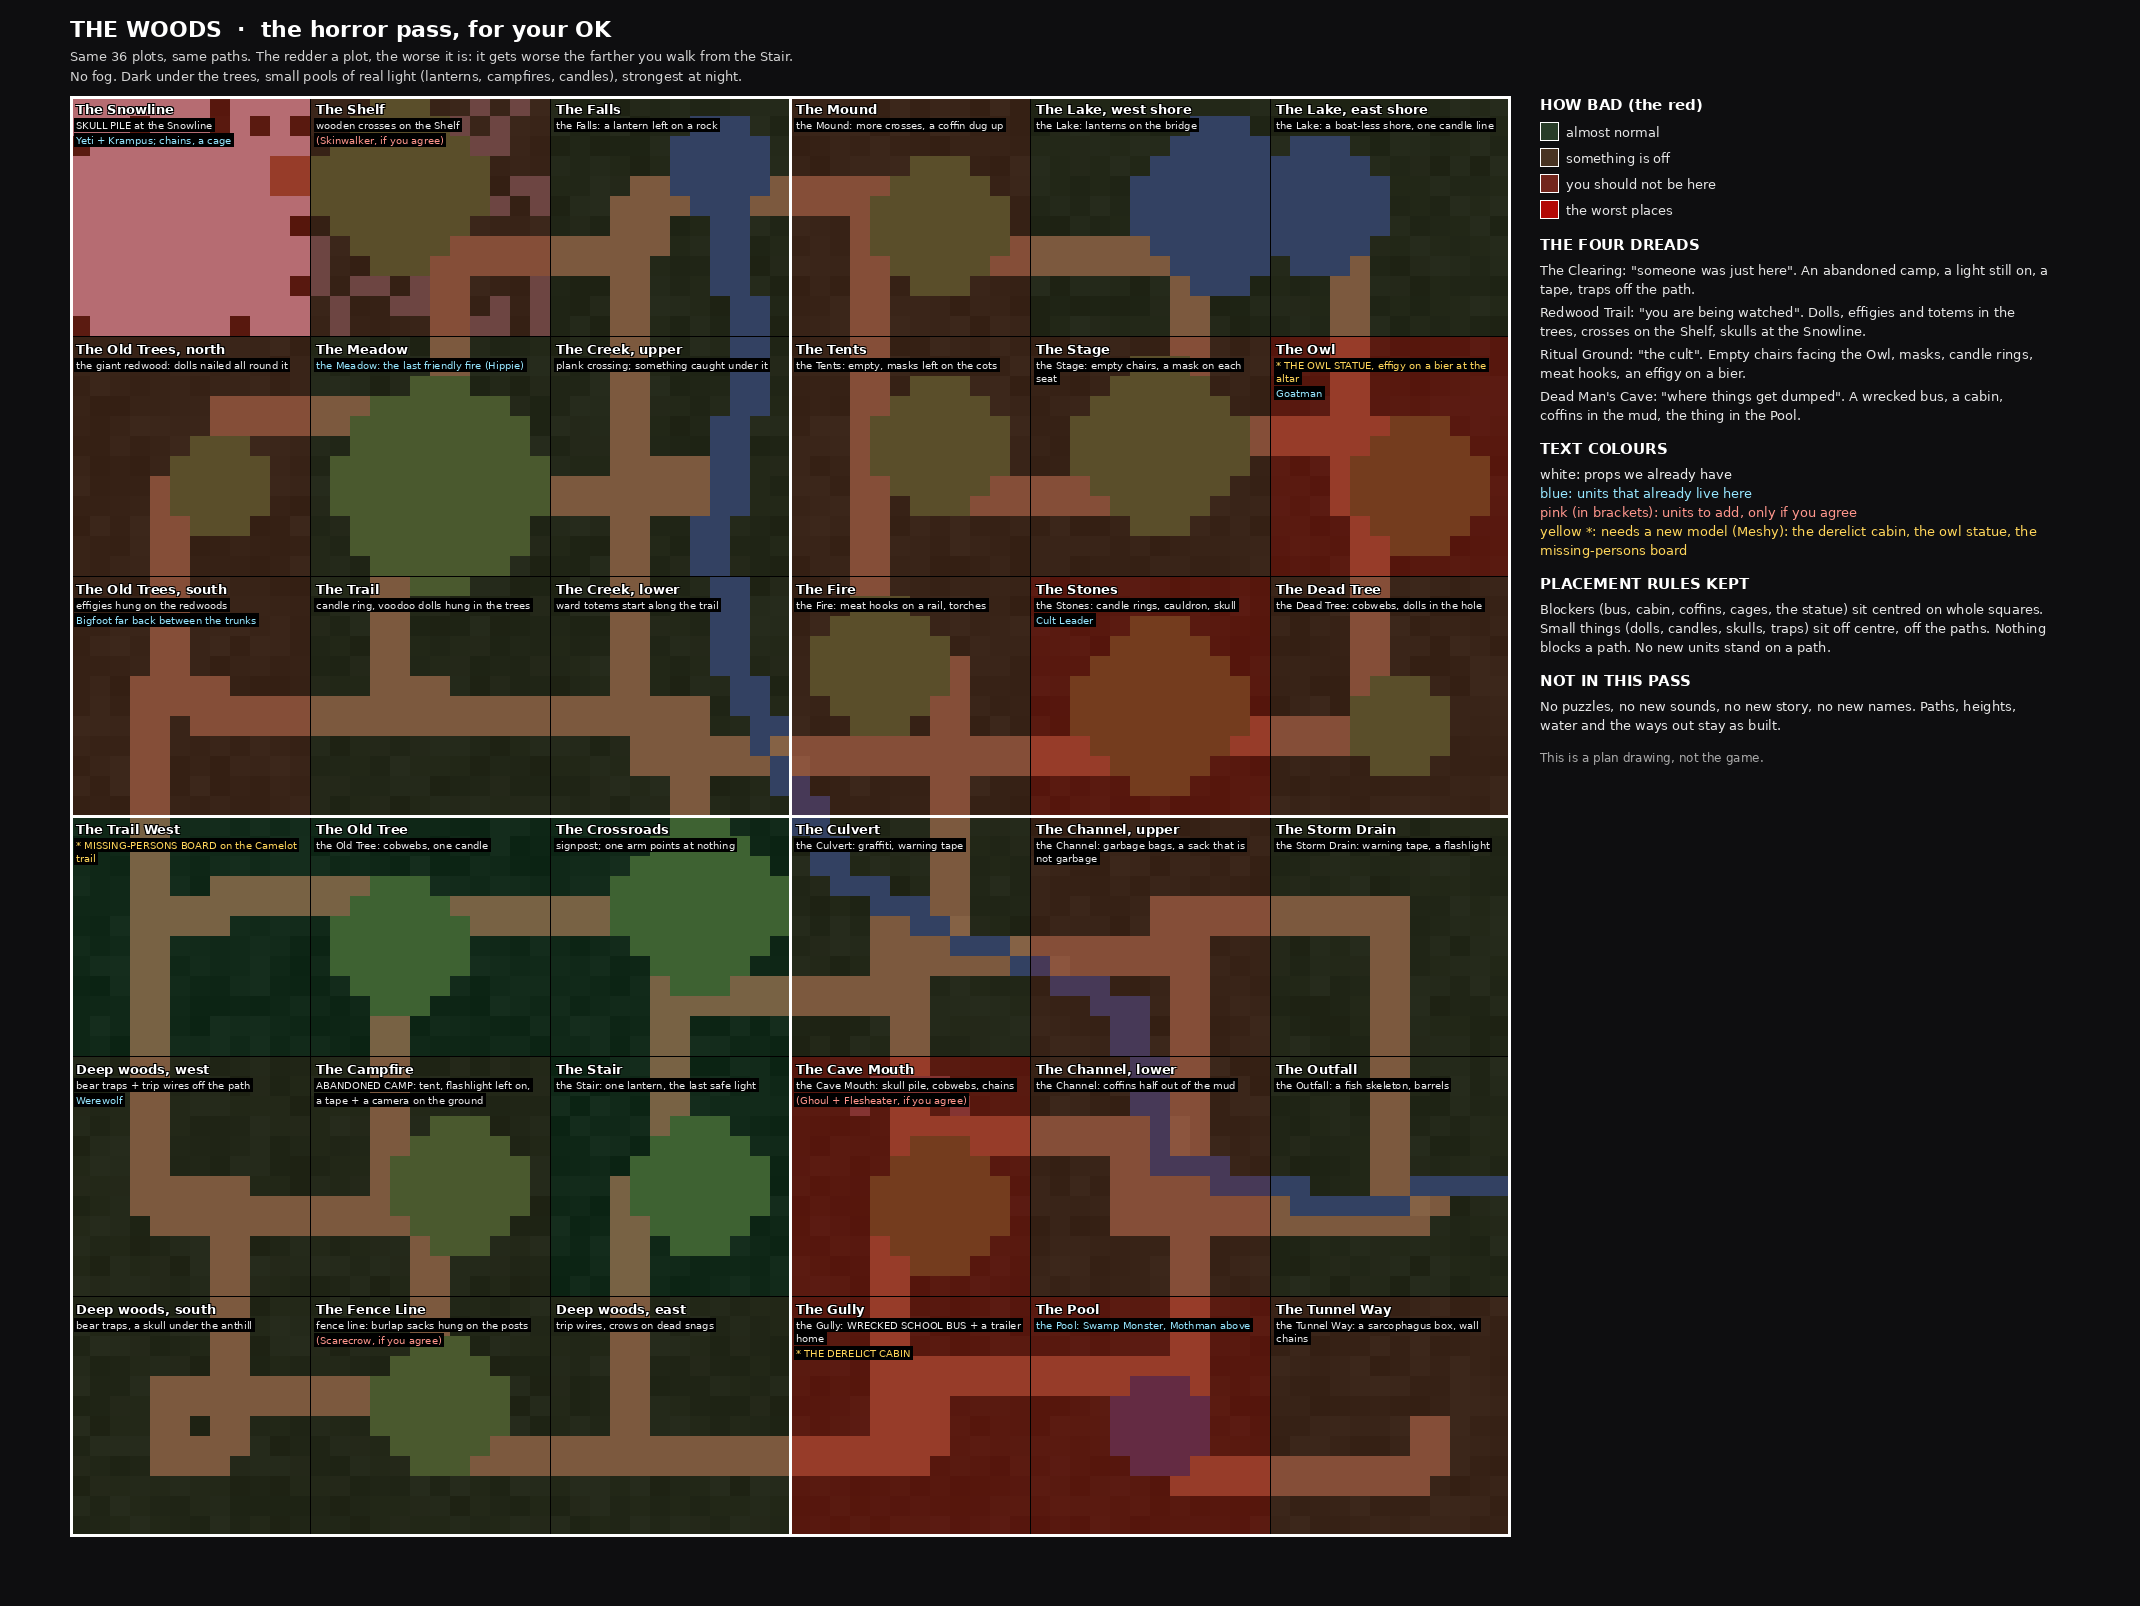 THE WOODS · the horror pass, for your OK
Same 36 plots, same paths. The redder a plot, the worse it is: it gets worse the farther you walk from the Stair.
No fog. Dark under the trees, small pools of real light (lanterns, campfires, candles), strongest at night.
The Snowline
SKULL PILE at the Snowline
Yeti + Krampus; chains, a cage
The Shelf
wooden crosses on the Shelf
(Skinwalker, if you agree)
The Falls
the Falls: a lantern left on a rock
The Mound
the Mound: more crosses, a coffin dug up
The Lake, west shore
the Lake: lanterns on the bridge
The Lake, east shore
the Lake: a boat-less shore, one candle line
The Old Trees, north
the giant redwood: dolls nailed all round it
The Meadow
the Meadow: the last friendly fire (Hippie)
The Creek, upper
plank crossing; something caught under it
The Tents
the Tents: empty, masks left on the cots
The Stage
the Stage: empty chairs, a mask on each
seat
The Owl
* THE OWL STATUE, effigy on a bier at the
altar
Goatman
The Old Trees, south
effigies hung on the redwoods
Bigfoot far back between the trunks
The Trail
candle ring, voodoo dolls hung in the trees
The Creek, lower
ward totems start along the trail
The Fire
the Fire: meat hooks on a rail, torches
The Stones
the Stones: candle rings, cauldron, skull
Cult Leader
The Dead Tree
the Dead Tree: cobwebs, dolls in the hole
The Trail West
* MISSING-PERSONS BOARD on the Camelot
trail
The Old Tree
the Old Tree: cobwebs, one candle
The Crossroads
signpost; one arm points at nothing
The Culvert
the Culvert: graffiti, warning tape
The Channel, upper
the Channel: garbage bags, a sack that is
not garbage
The Storm Drain
the Storm Drain: warning tape, a flashlight
Deep woods, west
bear traps + trip wires off the path
Werewolf
The Campfire
ABANDONED CAMP: tent, flashlight left on,
a tape + a camera on the ground
The Stair
the Stair: one lantern, the last safe light
The Cave Mouth
the Cave Mouth: skull pile, cobwebs, chains
(Ghoul + Flesheater, if you agree)
The Channel, lower
the Channel: coffins half out of the mud
The Outfall
the Outfall: a fish skeleton, barrels
Deep woods, south
bear traps, a skull under the anthill
The Fence Line
fence line: burlap sacks hung on the posts
(Scarecrow, if you agree)
Deep woods, east
trip wires, crows on dead snags
The Gully
the Gully: WRECKED SCHOOL BUS + a trailer
home
* THE DERELICT CABIN
The Pool
the Pool: Swamp Monster, Mothman above
The Tunnel Way
the Tunnel Way: a sarcophagus box, wall
chains
HOW BAD (the red)
almost normal
something is off
you should not be here
the worst places
THE FOUR DREADS
The Clearing: "someone was just here". An abandoned camp, a light still on, a
tape, traps off the path.
Redwood Trail: "you are being watched". Dolls, effigies and totems in the
trees, crosses on the Shelf, skulls at the Snowline.
Ritual Ground: "the cult". Empty chairs facing the Owl, masks, candle rings,
meat hooks, an effigy on a bier.
Dead Man's Cave: "where things get dumped". A wrecked bus, a cabin,
coffins in the mud, the thing in the Pool.
TEXT COLOURS
white: props we already have
blue: units that already live here
pink (in brackets): units to add, only if you agree
yellow *: needs a new model (Meshy): the derelict cabin, the owl statue, the
missing-persons board
PLACEMENT RULES KEPT
Blockers (bus, cabin, coffins, cages, the statue) sit centred on whole squares.
Small things (dolls, candles, skulls, traps) sit off centre, off the paths. Nothing
blocks a path. No new units stand on a path.
NOT IN THIS PASS
No puzzles, no new sounds, no new story, no new names. Paths, heights,
water and the ways out stay as built.
This is a plan drawing, not the game.